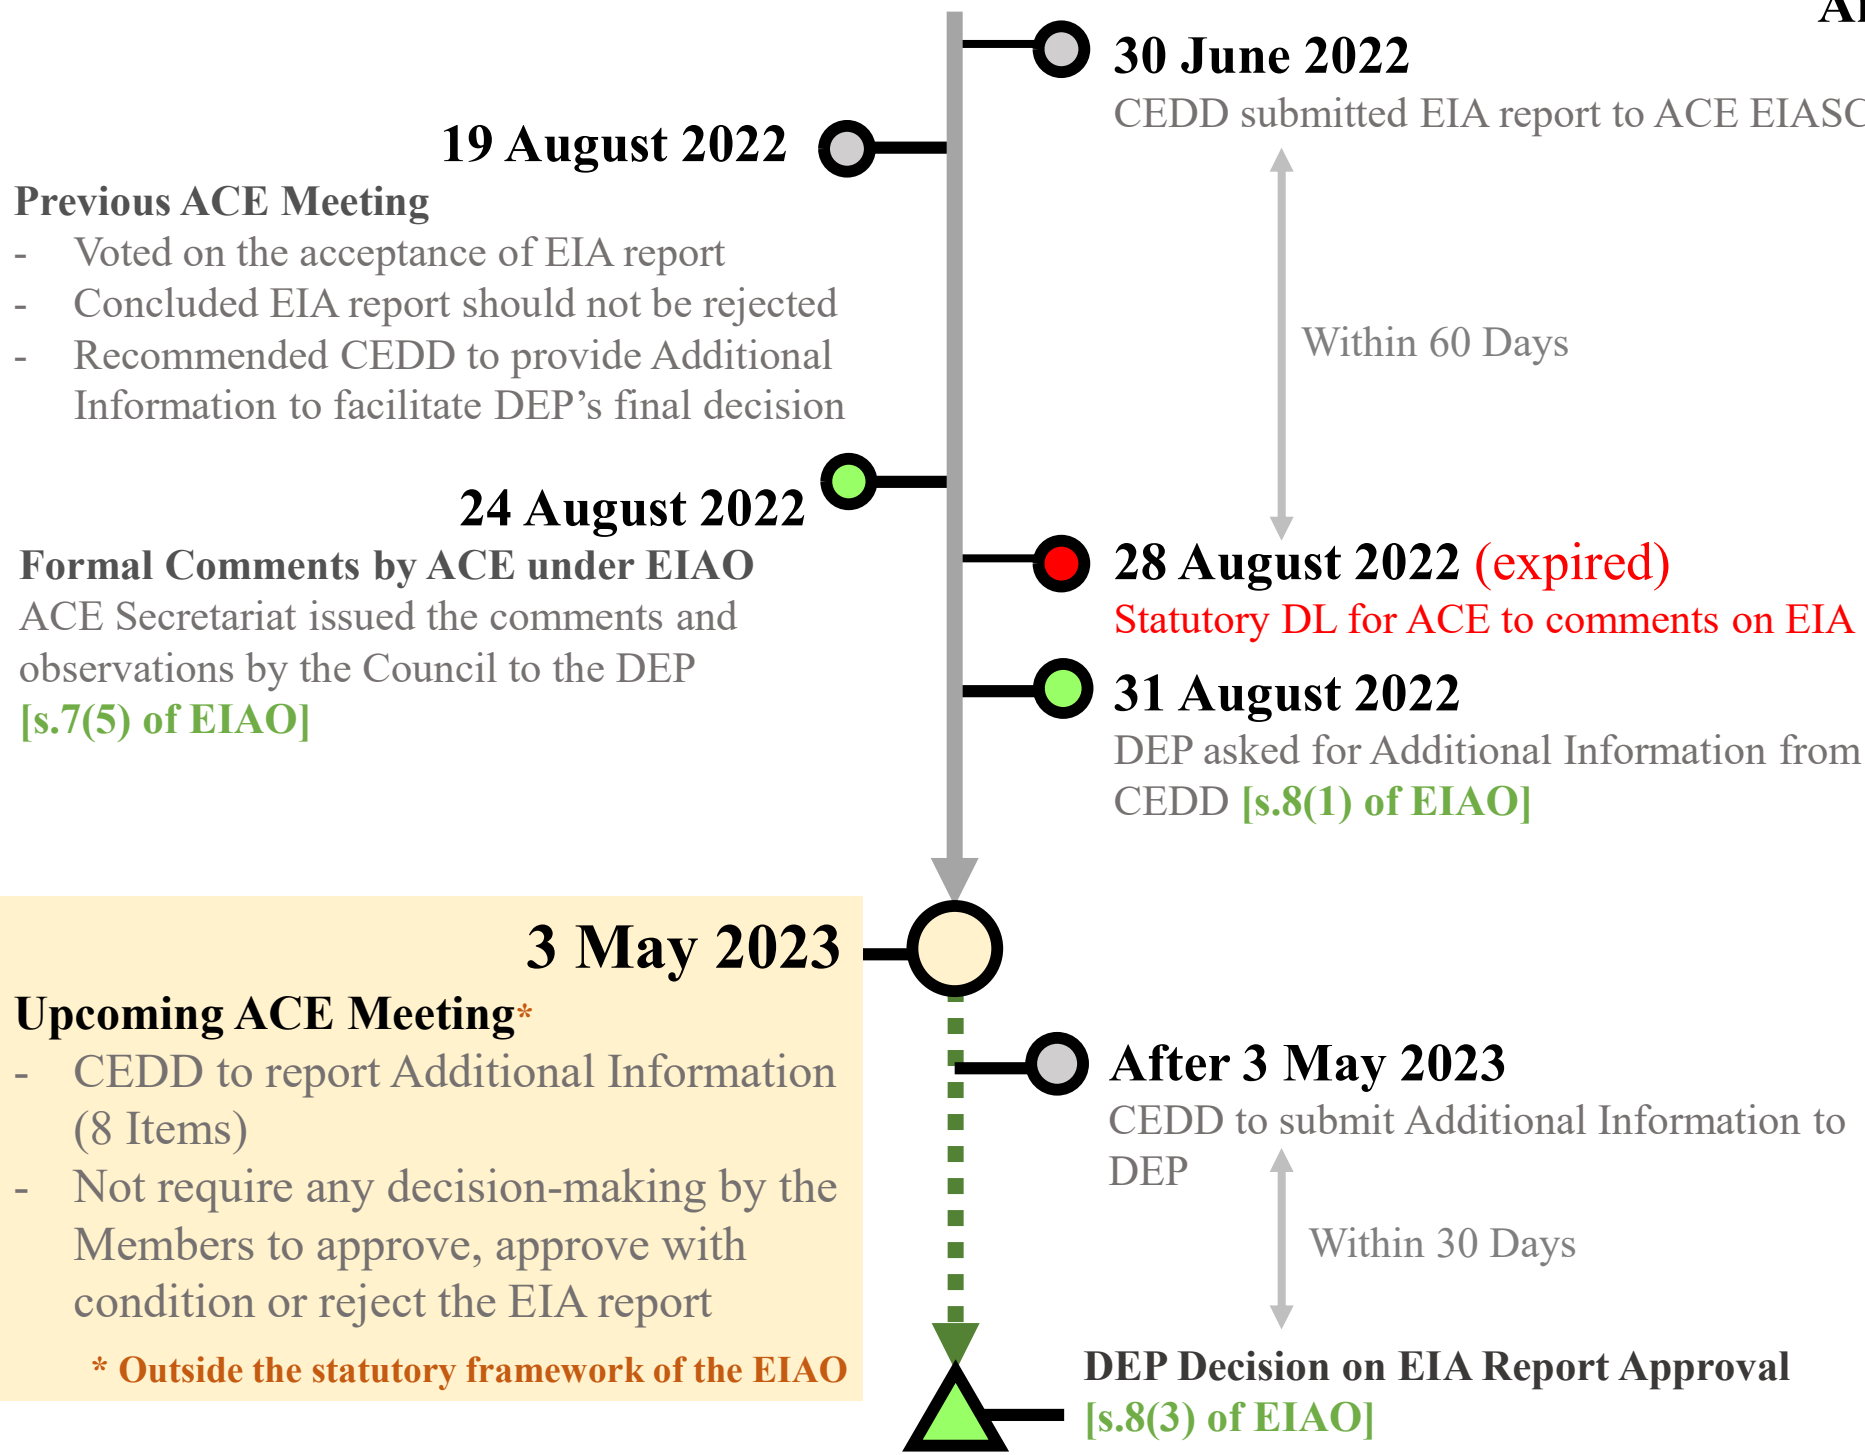 30 June 2022
CEDD submitted EIA report to ACE EIASC
19 August 2022
Previous ACE Meeting
- Voted on the acceptance of EIA report
- Concluded EIA report should not be rejected
- Recommended CEDD to provide Additional
Information to facilitate DEP’s final decision
Within 60 Days
24 August 2022
Formal Comments by ACE under EIAO
ACE Secretariat issued the comments and
observations by the Council to the DEP
[s.7(5) of EIAO]
28 August 2022 (expired)
Statutory DL for ACE to comments on EIA
31 August 2022
DEP asked for Additional Information from
CEDD [s.8(1) of EIAO]
3 May 2023
Upcoming ACE Meeting*
- CEDD to report Additional Information
(8 Items)
- Not require any decision-making by the
Members to approve, approve with
condition or reject the EIA report
* Outside the statutory framework of the EIAO
After 3 May 2023
CEDD to submit Additional Information to
DEP
Within 30 Days
DEP Decision on EIA Report Approval
[s.8(3) of EIAO]